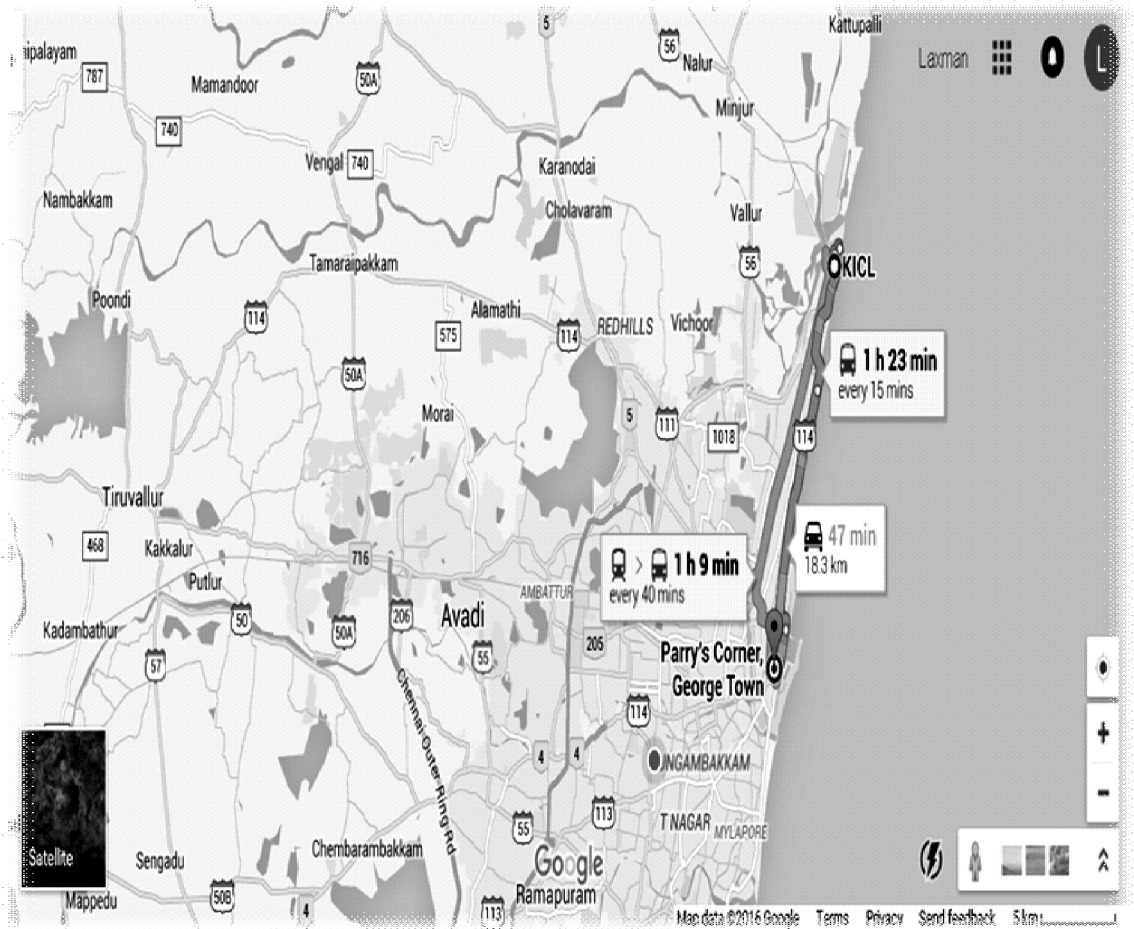 Kattupalli
5
56
Nalur
Laxman
L
787
Mamandoor
50A
Minjur
740
Vengal
740
Karanodai
Nambakkam
Cholavaram
Vallur
Tamaraipakkam
56
KICL
Poondi
114
Alamathi
575
114
REDHILLS
Vichoor
1 h 23 min
every 15 mins
50A
Morai
5
111
1018
114
Tiruvallur
468
Kakkalur
716
47 min
18.3 km
1 h 9 min
every 40 mins
Putlur
AMBATTUR
Kadambathur
50
50A
206
Avadi
205
57
55
Parry's Corner,
George Town
Chennai Outer Ring Rd
114
4
4
UNGAMBAKKAM
113
55
T NAGAR
MYLAPORE
Satellite
Sengadu
Chembarambakkam
Google
Mappedu
50B
4
Ramapuram
113
Map data ©2016 Google Terms Privacy Send feedback 5 km